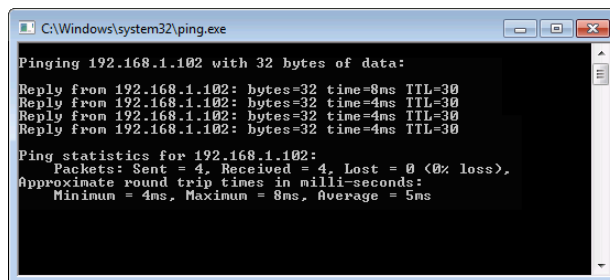 C:\Windows\system32\ping.exe
Pinging 192.168.1.102 with 32 bytes of data:
Reply from 192.168.1.102: bytes=32 time=8ms TTL=30
Reply from 192.168.1.102: bytes=32 time=4ms TTL=30
Reply from 192.168.1.102: bytes=32 time=4ms TTL=30
Reply from 192.168.1.102: bytes=32 time=4ms TTL=30
Ping statistics for 192.168.1.102:
Packets: Sent = 4, Received = 4, Lost = 0 (0% loss),
Approximate round trip times in milli-seconds:
Minimum = 4ms, Maximum = 8ms, Average = 5ms